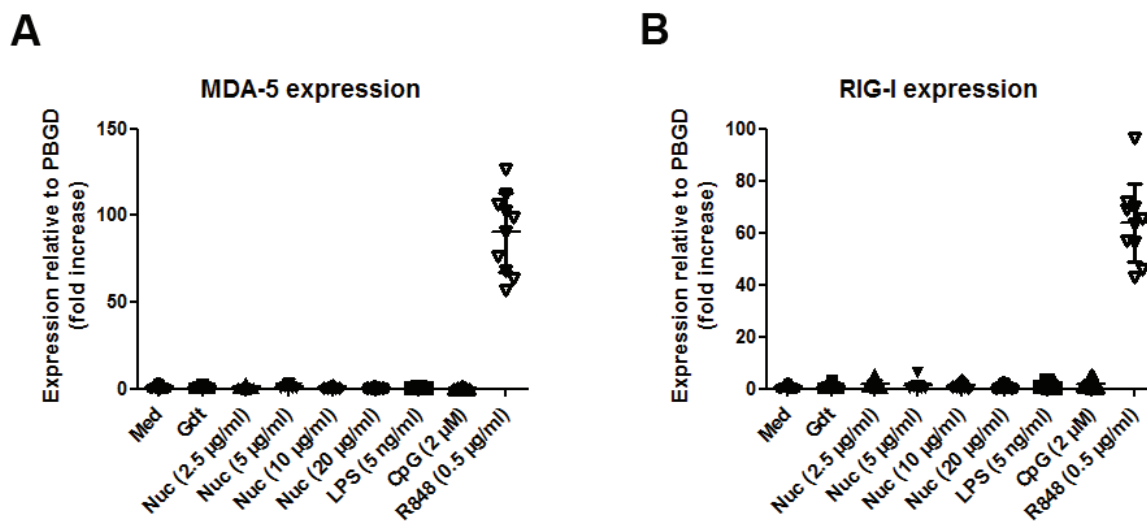 A
MDA-5 expression
Expression relative to PBGD
(fold increase)
150
100
50
0
Med
Gdt
Nuc (2.5 µg/ml)
Nuc (5 µg/ml)
Nuc (10 µg/ml)
Nuc (20 µg/ml)
LPS (5 ng/ml)
CpG (2 µM)
R848 (0.5 µg/ml)
B
RIG-I expression
Expression relative to PBGD
(fold increase)
100
80
60
40
20
0
Med
Gdt
Nuc (2.5 µg/ml)
Nuc (5 µg/ml)
Nuc (10 µg/ml)
Nuc (20 µg/ml)
LPS (5 ng/ml)
CpG (2 µM)
R848 (0.5 µg/ml)